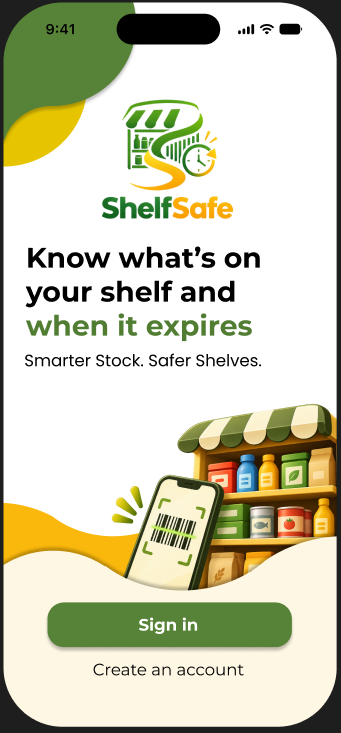 9:41
ShelfSafe
Know what’s on
your shelf and
when it expires
Smarter Stock. Safer Shelves.
Sign in
Create an account